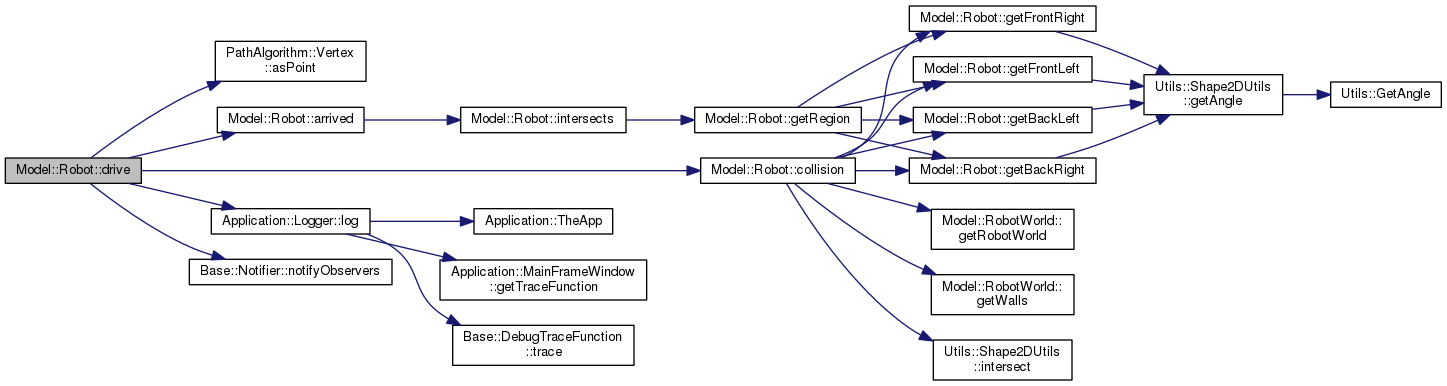 Model::Robot::drive
PathAlgorithm::Vertex
::asPoint
Model::Robot::arrived
Model::Robot::intersects
Model::Robot::getRegion
Model::Robot::getFrontRight
Model::Robot::getFrontLeft
Model::Robot::getBackLeft
Model::Robot::getBackRight
Utils::Shape2DUtils
::getAngle
Utils::GetAngle
Model::Robot::collision
Model::RobotWorld::
getRobotWorld
Model::RobotWorld::
getWalls
Utils::Shape2DUtils
::intersect
Application::Logger::log
Application::TheApp
Application::MainFrameWindow
::getTraceFunction
Base::DebugTraceFunction
::trace
Base::Notifier::notifyObservers